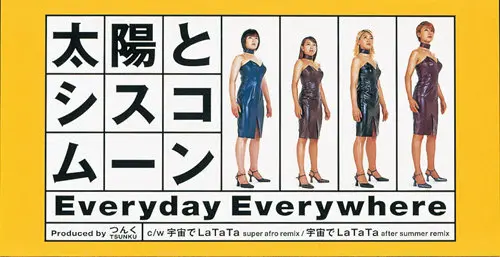 太陽と
シスコ
ムーン
Everyday Everywhere
Produced by つんく TSUNKU c/w 宇宙でLaTaTa super afro remix / 宇宙でLaTaTa after summer remix